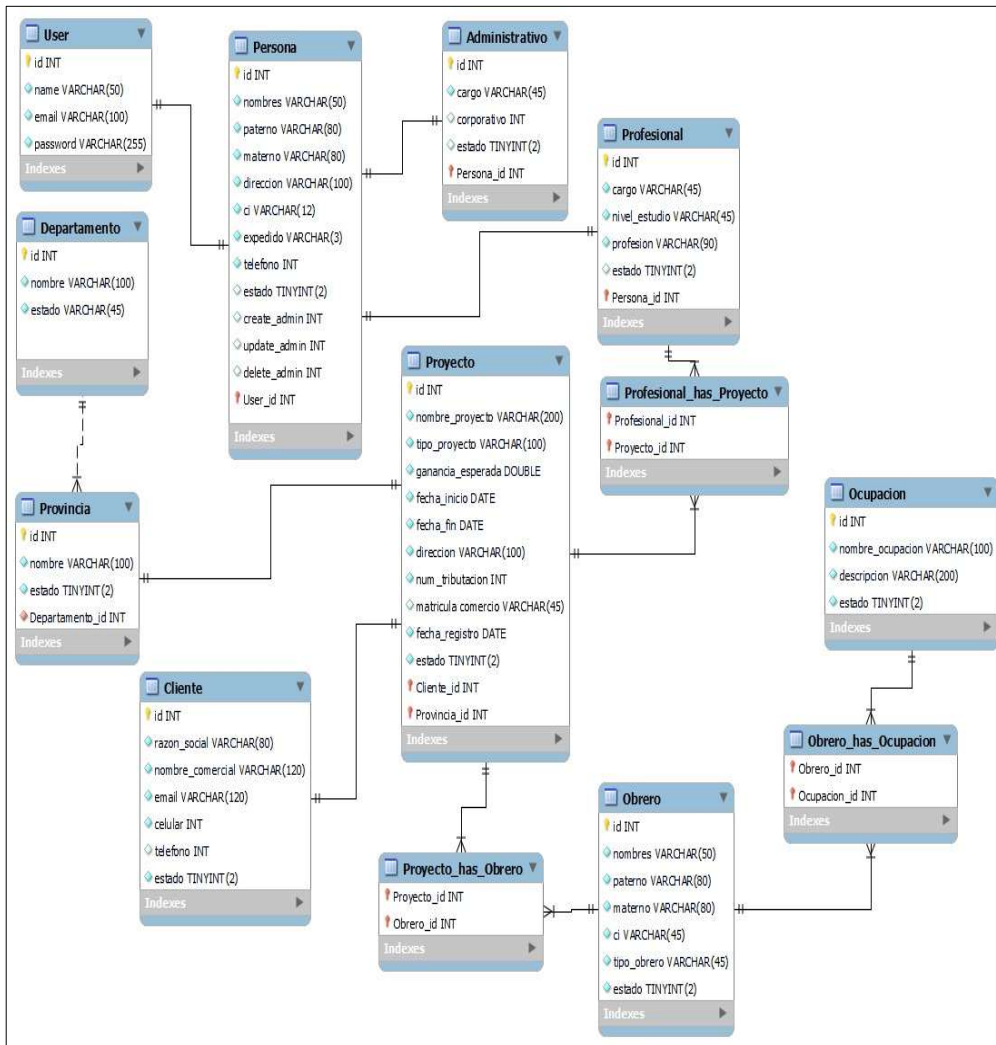 User
id INT
name VARCHAR(50)
email VARCHAR(100)
password VARCHAR(255)
Indexes
Persona
id INT
nombres VARCHAR(50)
paterno VARCHAR(80)
materno VARCHAR(80)
direccion VARCHAR(100)
ci VARCHAR(12)
expedido VARCHAR(3)
telefono INT
estado TINYINT(2)
create_admin INT
update_admin INT
delete_admin INT
User_id INT
Indexes
Administrativo
id INT
cargo VARCHAR(45)
corporativo INT
estado TINYINT(2)
Persona_id INT
Indexes
Profesional
id INT
cargo VARCHAR(45)
nivel_estudio VARCHAR(45)
profesion VARCHAR(90)
estado TINYINT(2)
Persona_id INT
Indexes
Departamento
id INT
nombre VARCHAR(100)
estado VARCHAR(45)
Indexes
Proyecto
id INT
nombre_proyecto VARCHAR(200)
tipo_proyecto VARCHAR(100)
ganancia_esperada DOUBLE
fecha_inicio DATE
fecha_fin DATE
direccion VARCHAR(100)
num_tributacion INT
matricula comercio VARCHAR(45)
fecha_registro DATE
estado TINYINT(2)
Cliente_id INT
Provincia_id INT
Indexes
Profesional_has_Proyecto
Profesional_id INT
Proyecto_id INT
Indexes
Provincia
id INT
nombre VARCHAR(100)
estado TINYINT(2)
Departamento_id INT
Indexes
Ocupacion
id INT
nombre_ocupacion VARCHAR(100)
descripcion VARCHAR(200)
estado TINYINT(2)
Indexes
Cliente
id INT
razon_social VARCHAR(80)
nombre_comercial VARCHAR(120)
email VARCHAR(120)
celular INT
telefono INT
estado TINYINT(2)
Indexes
Obrero_has_Ocupacion
Obrero_id INT
Ocupacion_id INT
Indexes
Obrero
id INT
nombres VARCHAR(50)
paterno VARCHAR(80)
materno VARCHAR(80)
ci VARCHAR(45)
tipo_obrero VARCHAR(45)
estado TINYINT(2)
Indexes
Proyecto_has_Obrero
Proyecto_id INT
Obrero_id INT
Indexes